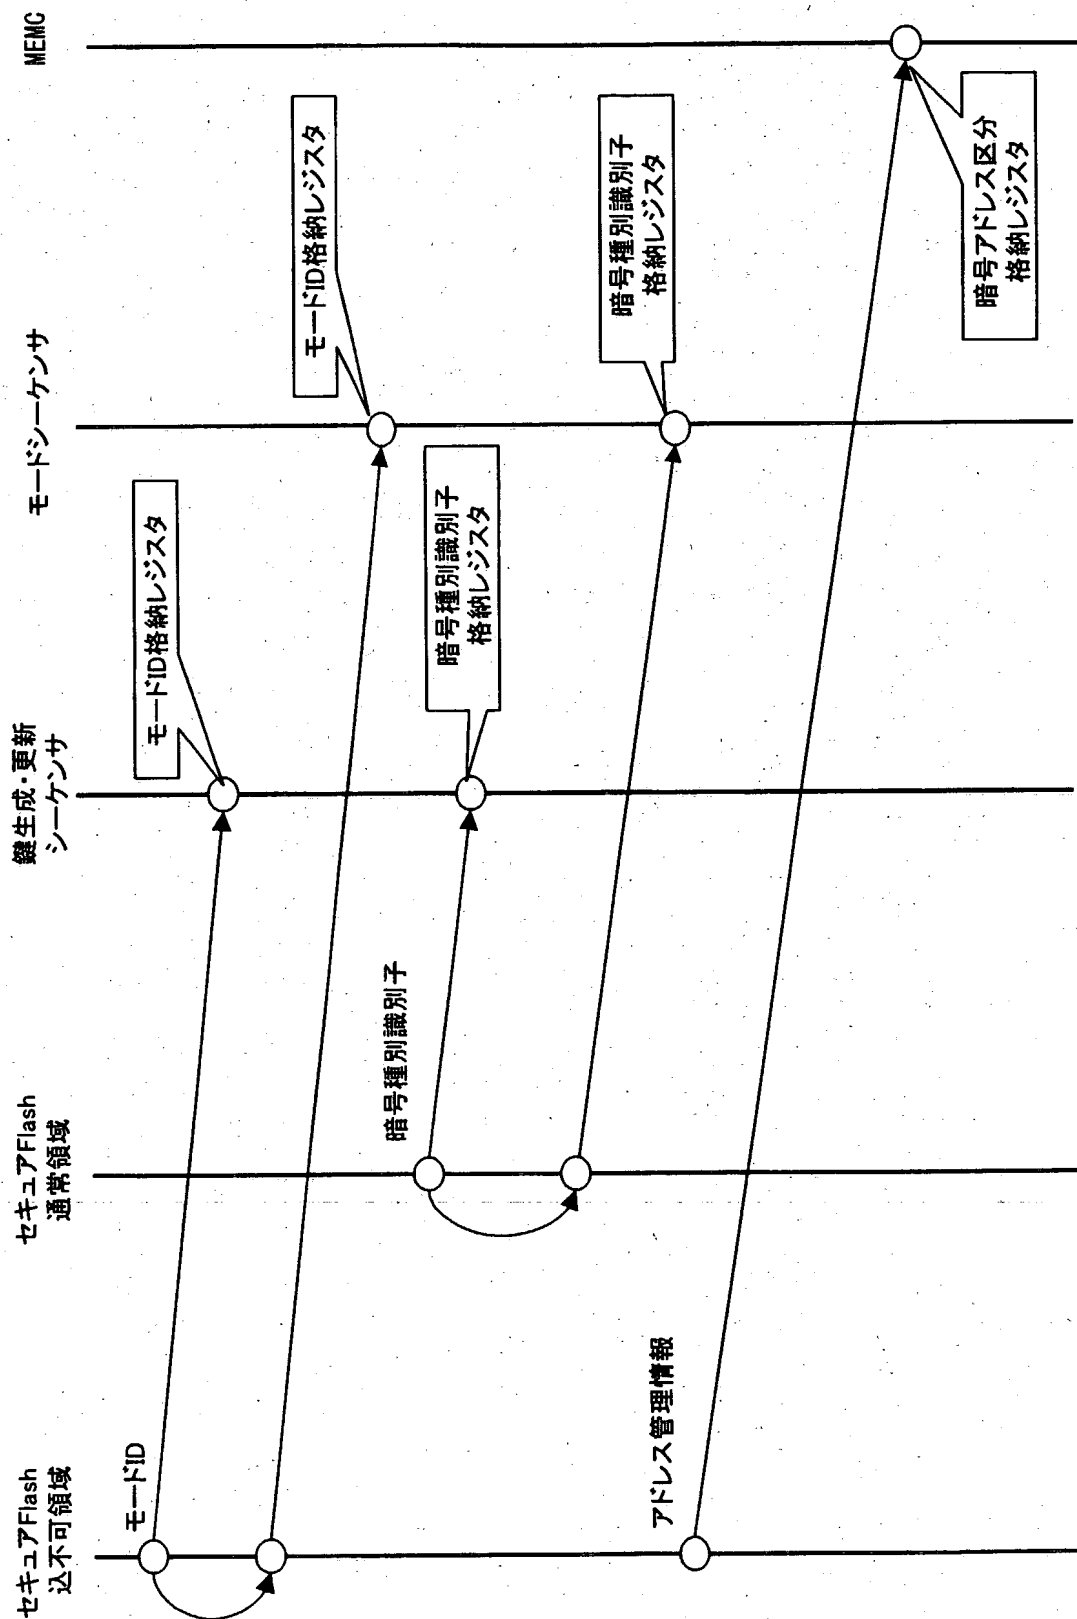 セキュアFlash
込不可領域
セキュアFlash
通常領域
鍵生成・更新
シーケンサ
モードシーケンサ
MEMC
モードID
モードID格納レジスタ
モードID格納レジスタ
暗号種別識別子
暗号種別識別子
格納レジスタ
暗号種別識別子
格納レジスタ
アドレス管理情報
暗号アドレス区分
格納レジスタ